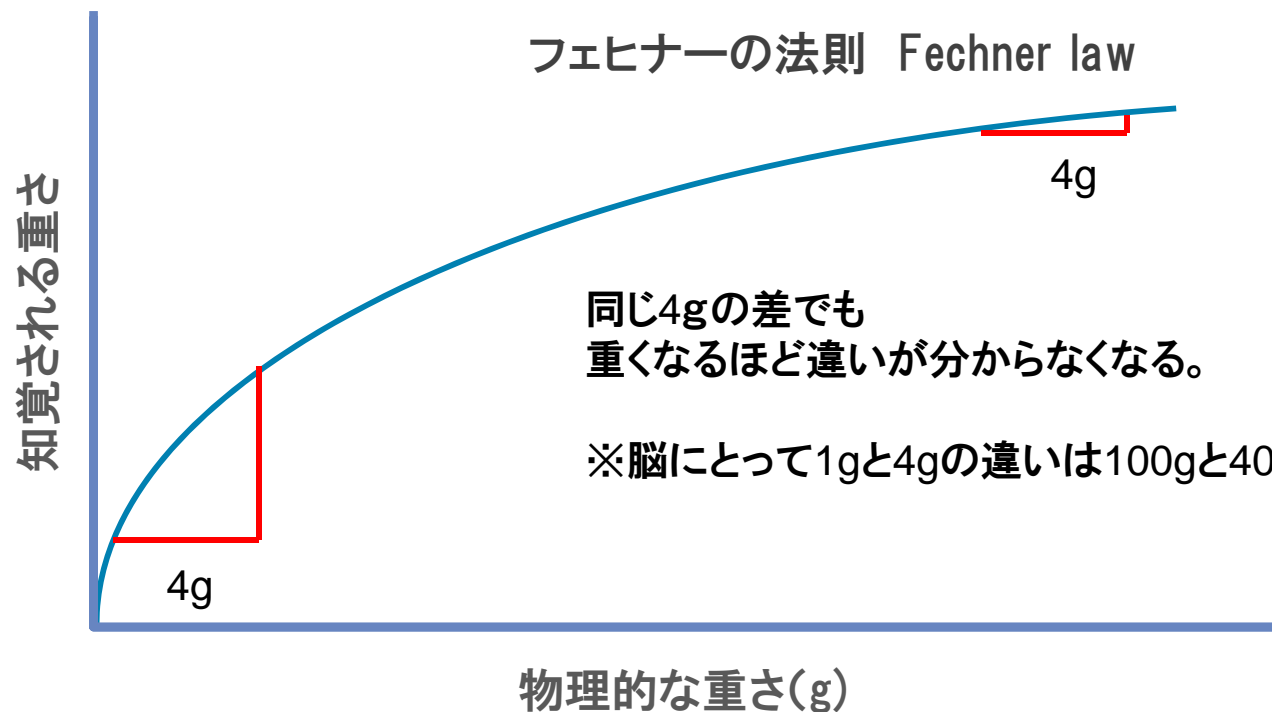 フェヒナーの法則 Fechner law
4g
知覚される重さ
同じ4gの差でも
重くなるほど違いが分からなくなる。
※脳にとって1gと4gの違いは100gと40
4g
物理的な重さ(g)